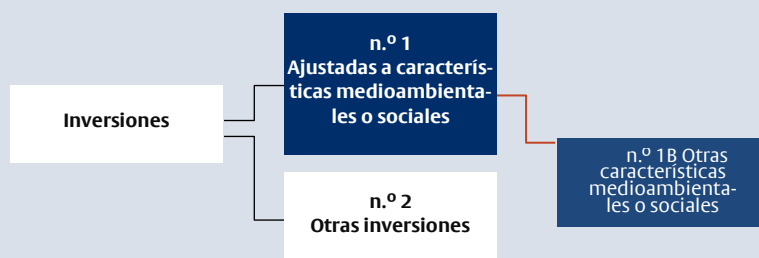 Inversiones
n.º 1
Ajustadas a caracterís-
ticas medioambienta-
les o sociales
n.º 2
Otras inversiones
n.º 1B Otras
características
medioambienta-
les o sociales